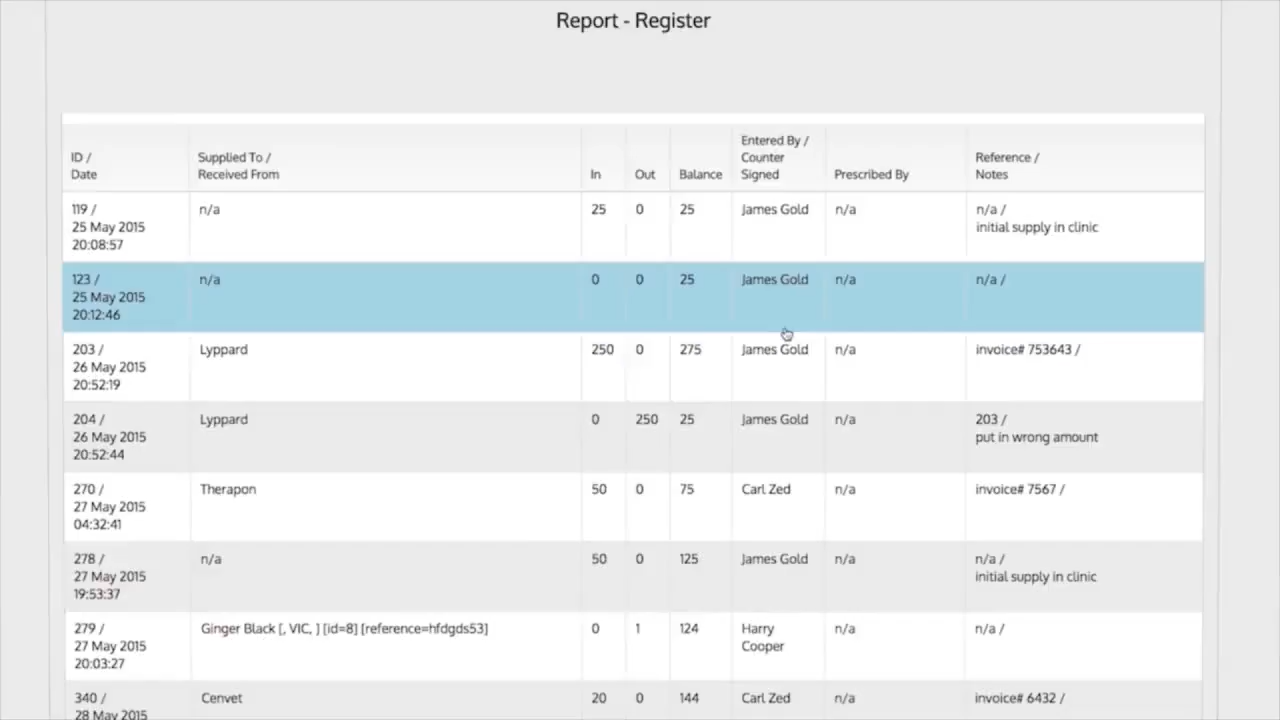 Report - Register
ID /
Date
Supplied To /
Received From
In
Out
Balance
Entered By /
Counter
Signed
Prescribed By
Reference /
Notes
119 /
25 May 2015
20:08:57
n/a
25
0
25
James Gold
n/a
n/a /
initial supply in clinic
123 /
25 May 2015
20:12:46
n/a
0
0
25
James Gold
n/a
n/a /
203 /
26 May 2015
20:52:19
Lyppard
250
0
275
James Gold
n/a
invoice# 753643 /
204 /
26 May 2015
20:52:44
Lyppard
0
250
25
James Gold
n/a
203 /
put in wrong amount
270 /
27 May 2015
04:32:41
Therapon
50
0
75
Carl Zed
n/a
invoice# 7567 /
278 /
27 May 2015
19:53:37
n/a
50
0
125
James Gold
n/a
n/a /
initial supply in clinic
279 /
27 May 2015
20:03:27
Ginger Black [, VIC, ] [id=8] [reference=hfdgds53]
0
1
124
Harry
Cooper
n/a
n/a /
340 /
28 May 2015
Cenvet
20
0
144
Carl Zed
n/a
invoice# 6432 /